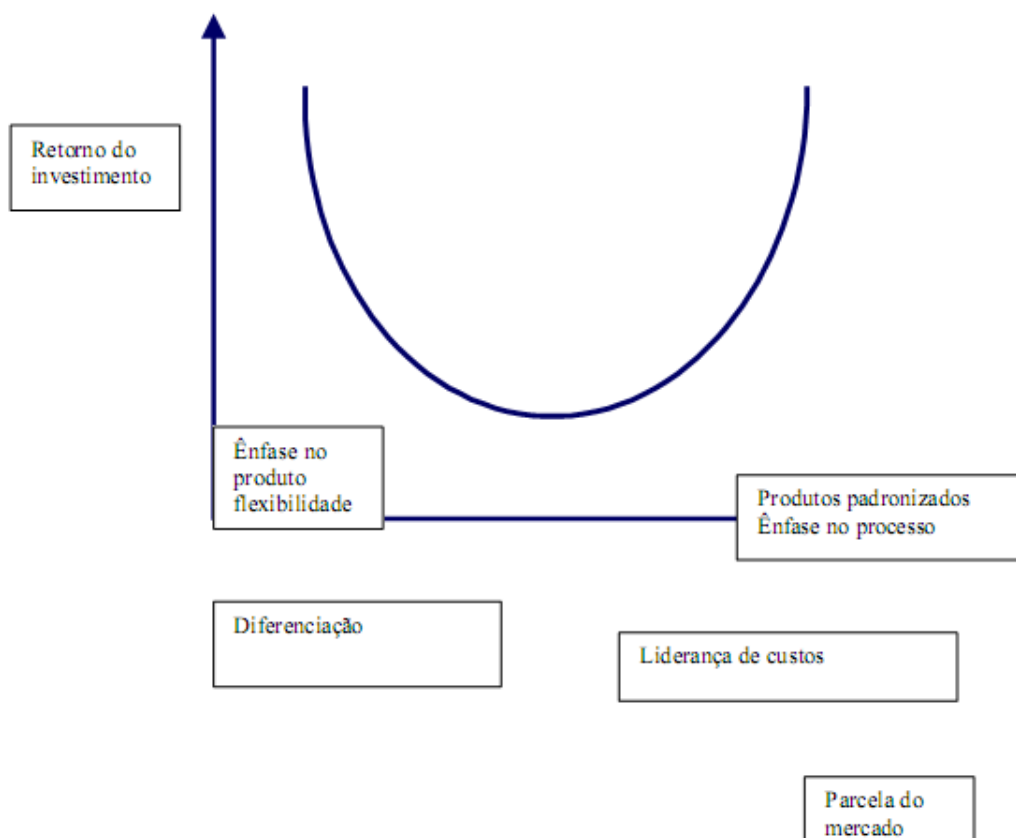 Retorno do
investimento
Ênfase no
produto
flexibilidade
Produtos padronizados
Ênfase no processo
Diferenciação
Liderança de custos
Parcela do
mercado